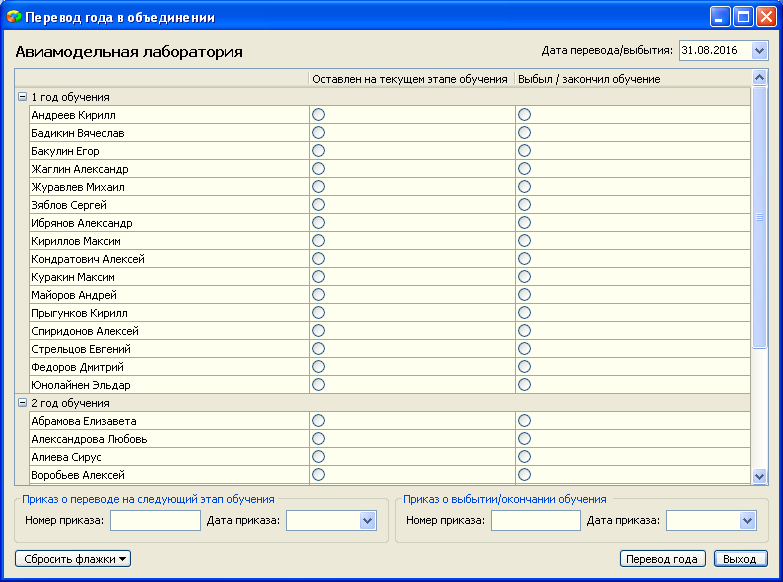 Перевод года в объединении
Авиамодельная лаборатория
Дата перевода/выбытия: 31.08.2016
Оставлен на текущем этапе обучения Выбыл / закончил обучение
1 год обучения
Андреев Кирилл
Бадикин Вячеслав
Бакулин Егор
Жаглин Александр
Журавлев Михаил
Зяблов Сергей
Ибрянов Александр
Кириллов Максим
Кондратович Алексей
Куракин Максим
Майоров Андрей
Прыгунков Кирилл
Спиридонов Алексей
Стрельцов Евгений
Федоров Дмитрий
Юнолайнен Эльдар
2 год обучения
Абрамова Елизавета
Александрова Любовь
Алиева Сирус
Воробьев Алексей
Приказ о переводе на следующий этап обучения
Номер приказа: Дата приказа:
Приказ о выбытии/окончании обучения
Номер приказа: Дата приказа:
Сбросить флажки
Перевод года
Выход